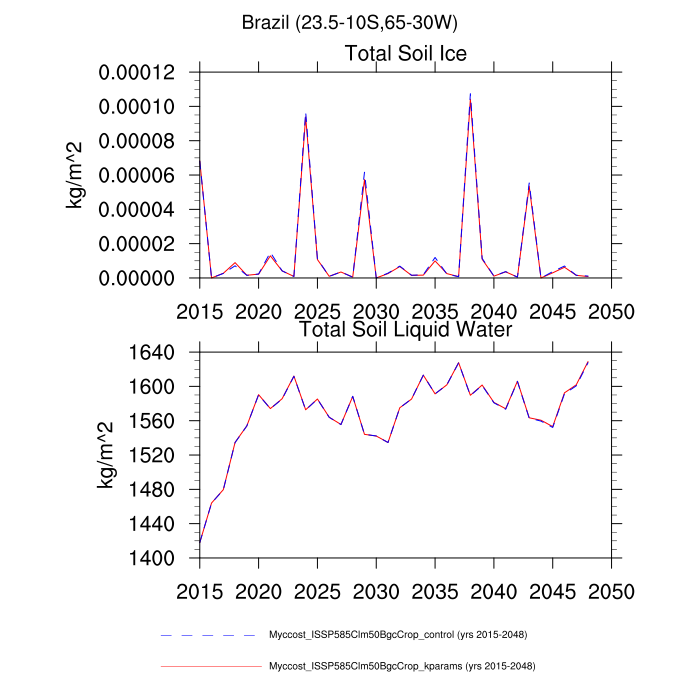 Brazil (23.5-10S,65-30W)
Total Soil Ice
0.00012
0.00010
0.00008
0.00006
0.00004
0.00002
0.00000
kg/m^2
2015 2020 2025 2030 2035 2040 2045 2050
Total Soil Liquid Water
1640
1600
1560
1520
1480
1440
1400
kg/m^2
2015 2020 2025 2030 2035 2040 2045 2050
Myccost_ISSP585Clm50BgcCrop_control (yrs 2015-2048)
Myccost_ISSP585Clm50BgcCrop_kparams (yrs 2015-2048)